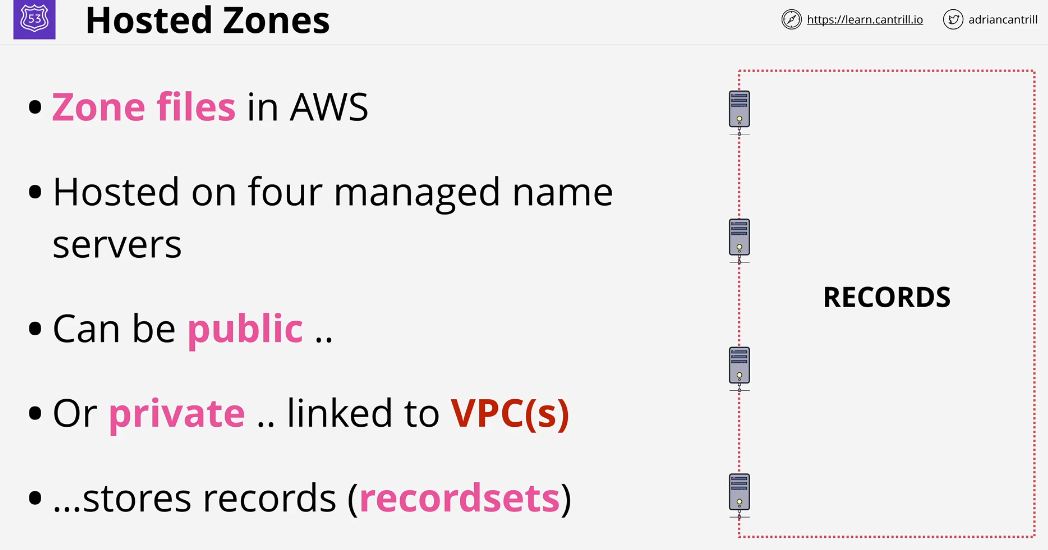 53
Hosted Zones
https://learn.cantrill.io
adriancantrill
• Zone files in AWS
• Hosted on four managed name
servers
• Can be public ..
• Or private .. linked to VPC(s)
• ...stores records (recordsets)
RECORDS